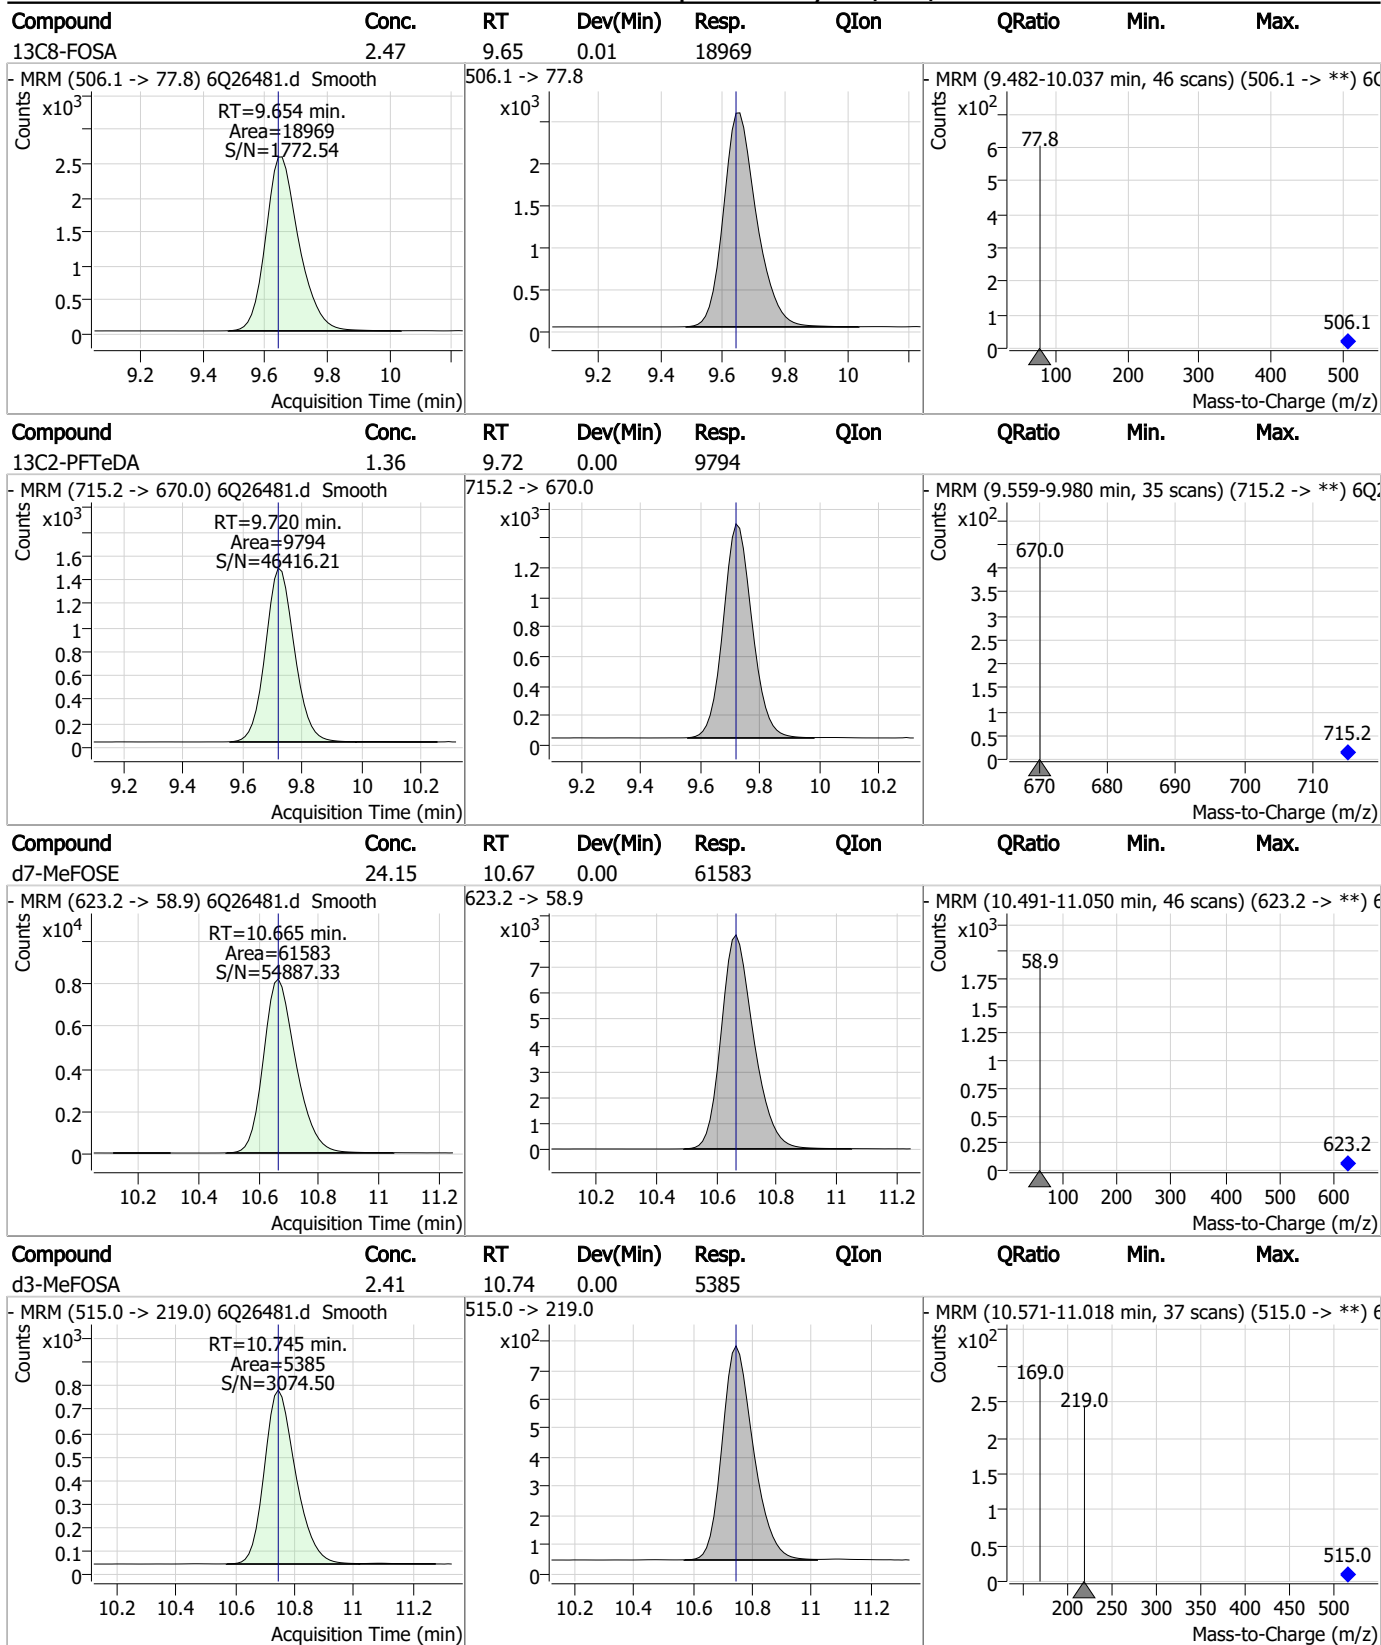 Compound Conc. RT Dev(Min) Resp. QIon QRatio Min. Max.
13C8-FOSA 2.47 9.65 0.01 18969
- MRM (506.1 -> 77.8) 6Q26481.d Smooth
Counts
x10³
RT=9.654 min.
Area=18969
S/N=1772.54
2.5
2
1.5
1
0.5
0
9.2 9.4 9.6 9.8 10
Acquisition Time (min)
506.1 -> 77.8
x10³
2
1.5
1
0.5
0
9.2 9.4 9.6 9.8 10
- MRM (9.482-10.037 min, 46 scans) (506.1 -> **)
Counts
x10²
77.8
6
5
4
3
2
1
0
506.1
100 200 300 400 500
Mass-to-Charge (m/z)
Compound Conc. RT Dev(Min) Resp. QIon QRatio Min. Max.
13C2-PFTeDA 1.36 9.72 0.00 9794
- MRM (715.2 -> 670.0) 6Q26481.d Smooth
Counts
x10³
RT=9.720 min.
Area=9794
S/N=46416.21
1.6
1.4
1.2
1
0.8
0.6
0.4
0.2
0
9.2 9.4 9.6 9.8 10 10.2
Acquisition Time (min)
715.2 -> 670.0
x10³
1.2
1
0.8
0.6
0.4
0.2
0
9.2 9.4 9.6 9.8 10 10.2
- MRM (9.559-9.980 min, 35 scans) (715.2 -> **)
Counts
x10²
670.0
4
3.5
3
2.5
2
1.5
1
0.5
0
715.2
670 680 690 700 710
Mass-to-Charge (m/z)
Compound Conc. RT Dev(Min) Resp. QIon QRatio Min. Max.
d7-MeFOSE 24.15 10.67 0.00 61583
- MRM (623.2 -> 58.9) 6Q26481.d Smooth
Counts
x10⁴
RT=10.665 min.
Area=61583
S/N=54887.33
0.8
0.6
0.4
0.2
0
10.2 10.4 10.6 10.8 11 11.2
Acquisition Time (min)
623.2 -> 58.9
x10³
7
6
5
4
3
2
1
0
10.2 10.4 10.6 10.8 11 11.2
- MRM (10.491-11.050 min, 46 scans) (623.2 -> **)
Counts
x10³
58.9
1.75
1.5
1.25
1
0.75
0.5
0.25
0
623.2
100 200 300 400 500 600
Mass-to-Charge (m/z)
Compound Conc. RT Dev(Min) Resp. QIon QRatio Min. Max.
d3-MeFOSA 2.41 10.74 0.00 5385
- MRM (515.0 -> 219.0) 6Q26481.d Smooth
Counts
x10³
RT=10.745 min.
Area=5385
S/N=3074.50
0.8
0.7
0.6
0.5
0.4
0.3
0.2
0.1
0
10.2 10.4 10.6 10.8 11 11.2
Acquisition Time (min)
515.0 -> 219.0
x10²
7
6
5
4
3
2
1
0
10.2 10.4 10.6 10.8 11 11.2
- MRM (10.571-11.018 min, 37 scans) (515.0 -> **)
Counts
x10²
169.0
219.0
2.5
2
1.5
1
0.5
0
515.0
200 250 300 350 400 450 500
Mass-to-Charge (m/z)